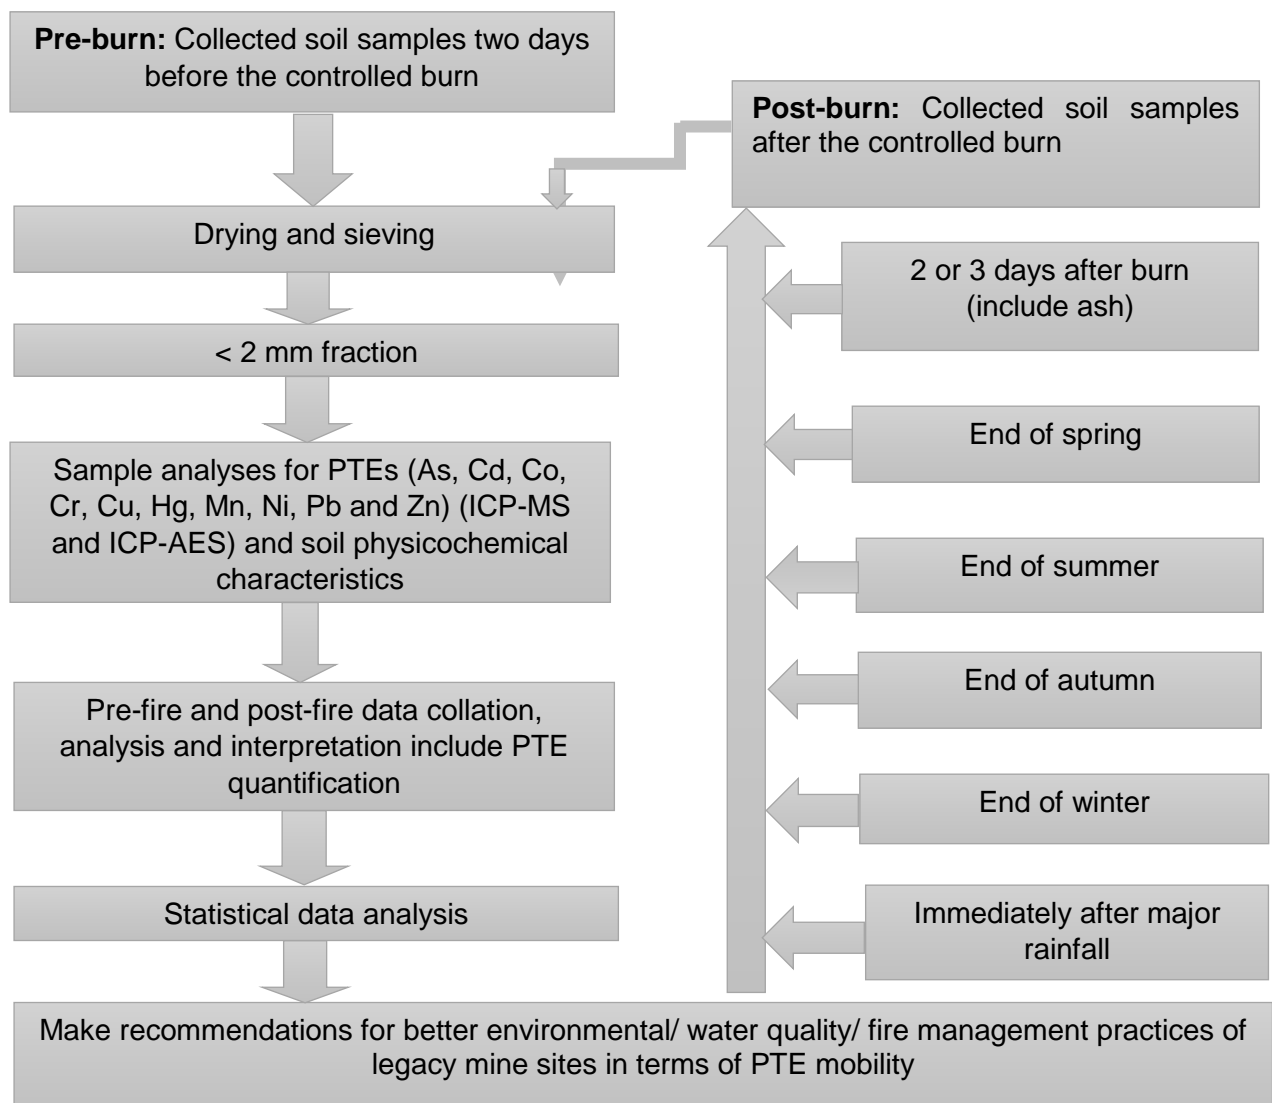 Pre-burn: Collected soil samples two days
before the controlled burn
Post-burn: Collected soil samples
after the controlled burn
Drying and sieving
2 or 3 days after burn
(include ash)
< 2 mm fraction
End of spring
Sample analyses for PTEs (As, Cd, Co,
Cr, Cu, Hg, Mn, Ni, Pb and Zn) (ICP-MS
and ICP-AES) and soil physicochemical
characteristics
End of summer
End of autumn
Pre-fire and post-fire data collation,
analysis and interpretation include PTE
quantification
End of winter
Statistical data analysis
Immediately after major
rainfall
Make recommendations for better environmental/ water quality/ fire management practices of
legacy mine sites in terms of PTE mobility